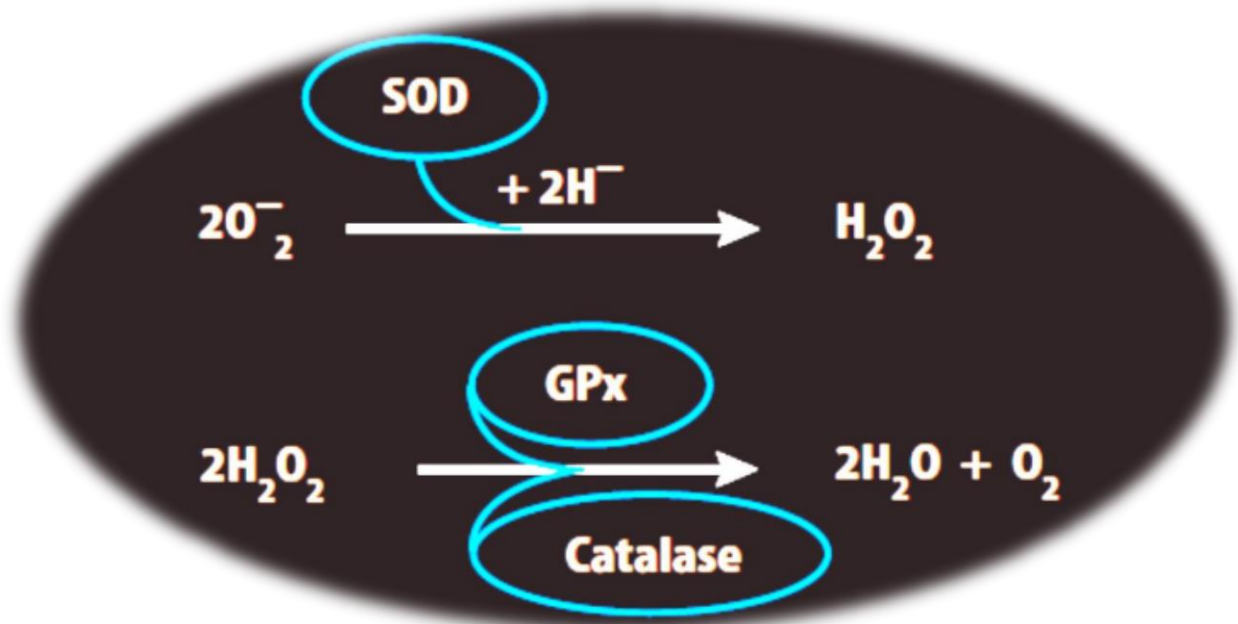 SOD
+ 2H⁻
2O⁻₂ H₂O₂
GPx
2H₂O₂ 2H₂O + O₂
Catalase